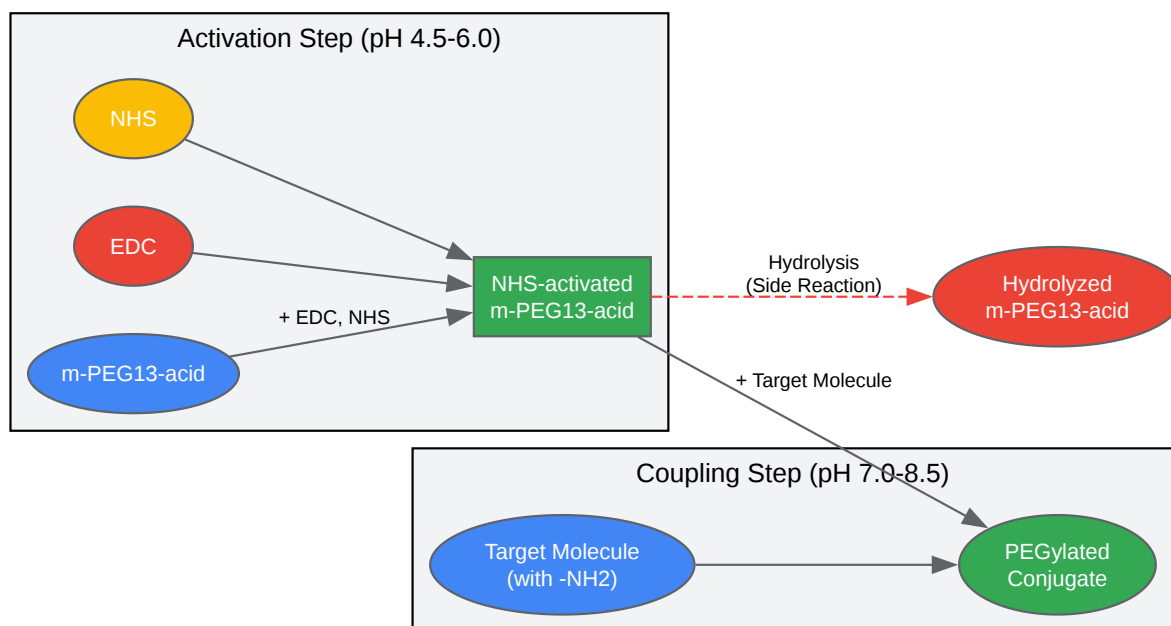 Activation Step (pH 4.5-6.0)
NHS
EDC
m-PEG13-acid
+ EDC, NHS
NHS-activated
m-PEG13-acid
Hydrolysis
(Side Reaction)
Hydrolyzed
m-PEG13-acid
+ Target Molecule
Coupling Step (pH 7.0-8.5)
Target Molecule
(with -NH2)
PEGylated
Conjugate